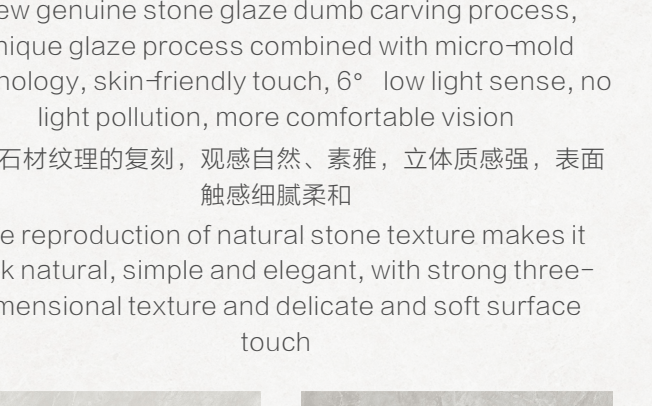 ew genuine stone glaze dumb carving process,
nique glaze process combined with micro-mold
nology, skin-friendly touch, 6° low light sense, no
light pollution, more comfortable vision
石材纹理的复刻，观感自然、素雅，立体质感强，表面
触感细腻柔和
e reproduction of natural stone texture makes it
k natural, simple and elegant, with strong three-
mensional texture and delicate and soft surface
touch